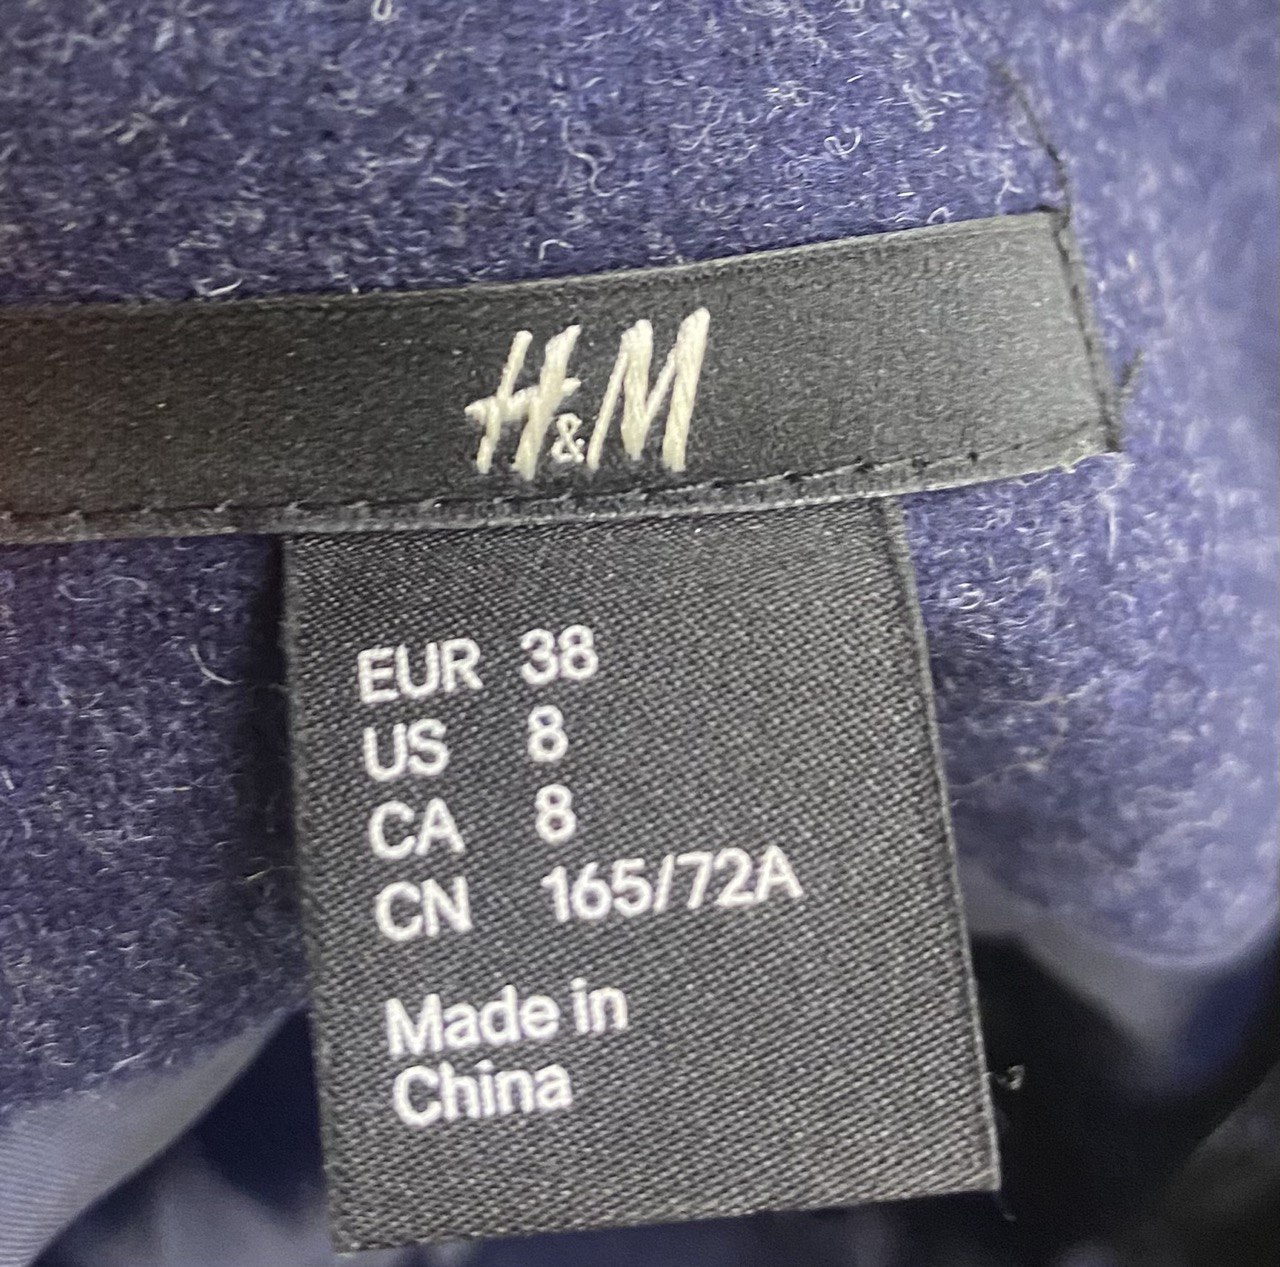 H&M
EUR 38
US 8
CA 8
CN 165/72A
Made in
China